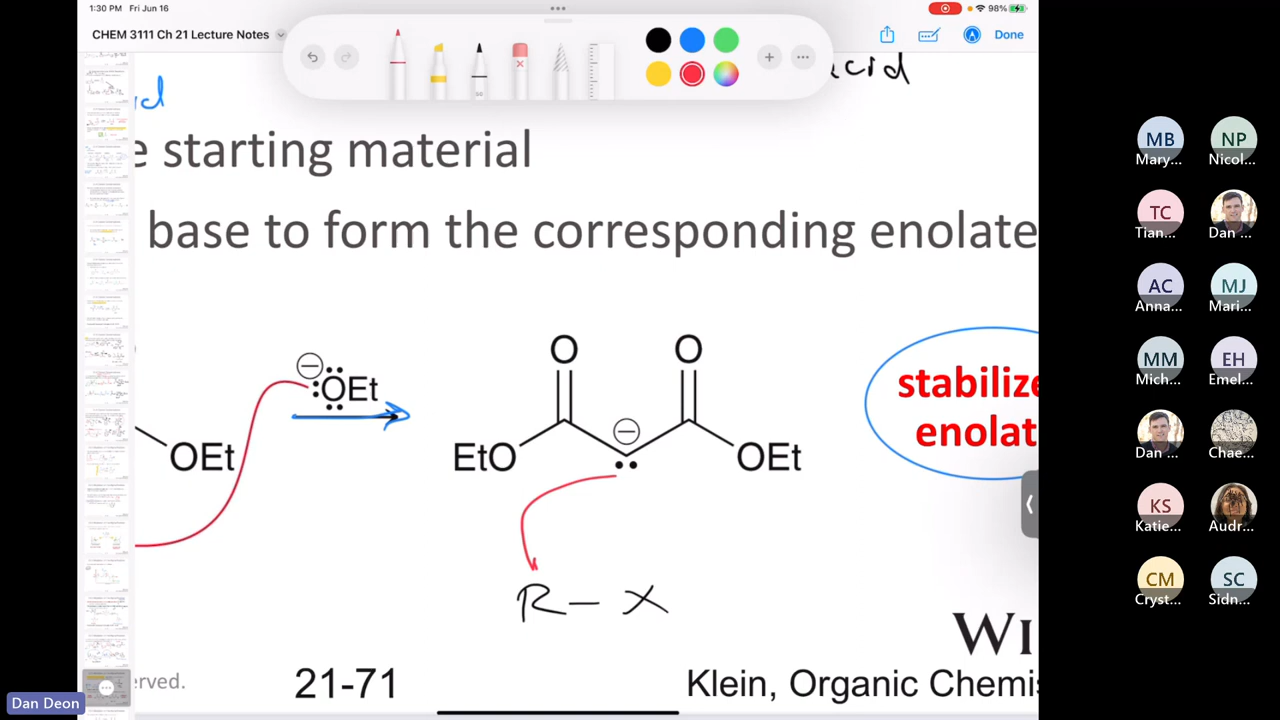 1:30 PM Fri Jun 16
98%
CHEM 3111 Ch 21 Lecture Notes
Done
acid
e starting material
base to form the corresponding enolate
⊖
:ÖEt
O O
OEt
EtO ⊖ OEt
stabilize
enolat
R – X
WI
erved.
21-71
Klein, Organic Chemi
Dan Deon
MB NP
Mary... Nicol...
TC
Tian... Dan ...
AC MJ
Anna... Mari...
MM EH
Mich... Emel...
Dan ... Chae...
KS
Katie... Audr...
CM SC
Cryst... Sidn...